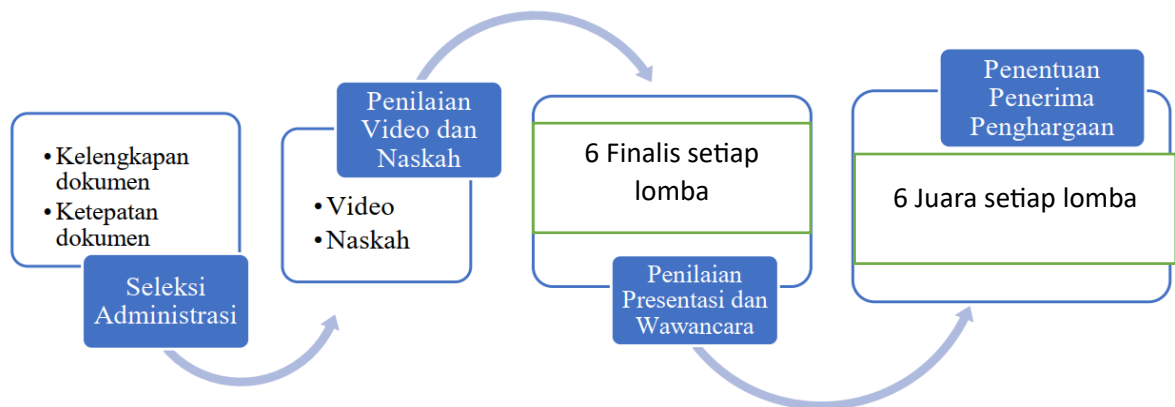 • Kelengkapan
dokumen
• Ketepatan
dokumen
Seleksi
Administrasi
Penilaian
Video dan
Naskah
• Video
• Naskah
6 Finalis setiap
lomba
Penilaian
Presentasi dan
Wawancara
Penentuan
Penerima
Penghargaan
6 Juara setiap lomba